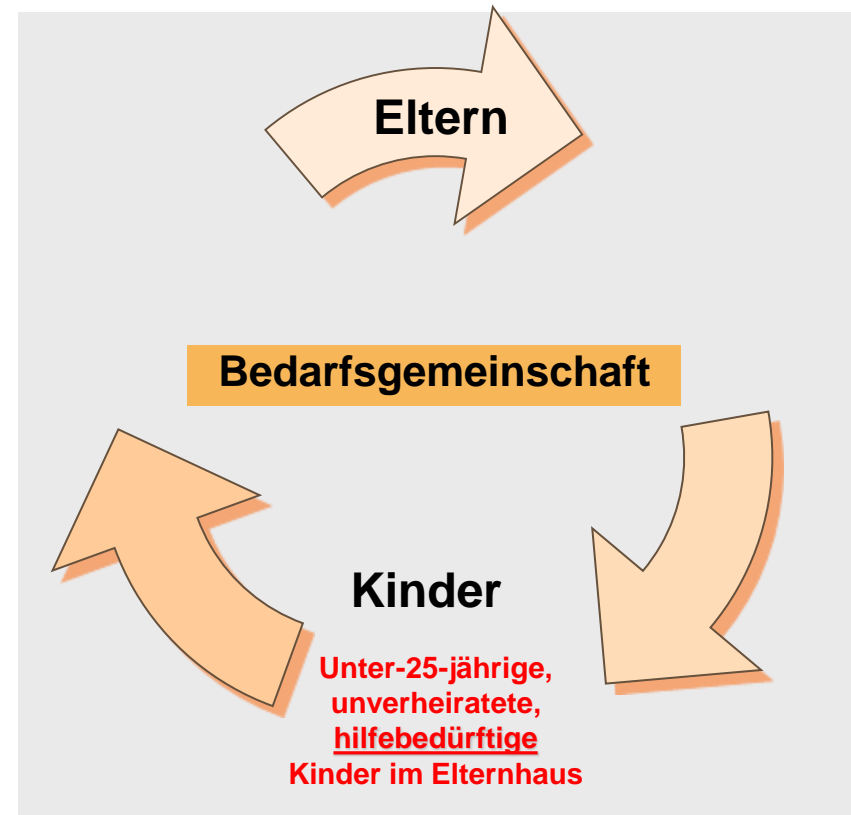 Eltern
Bedarfsgemeinschaft
Kinder
Unter-25-jährige,
unverheiratete,
hilfebedürftige
Kinder im Elternhaus